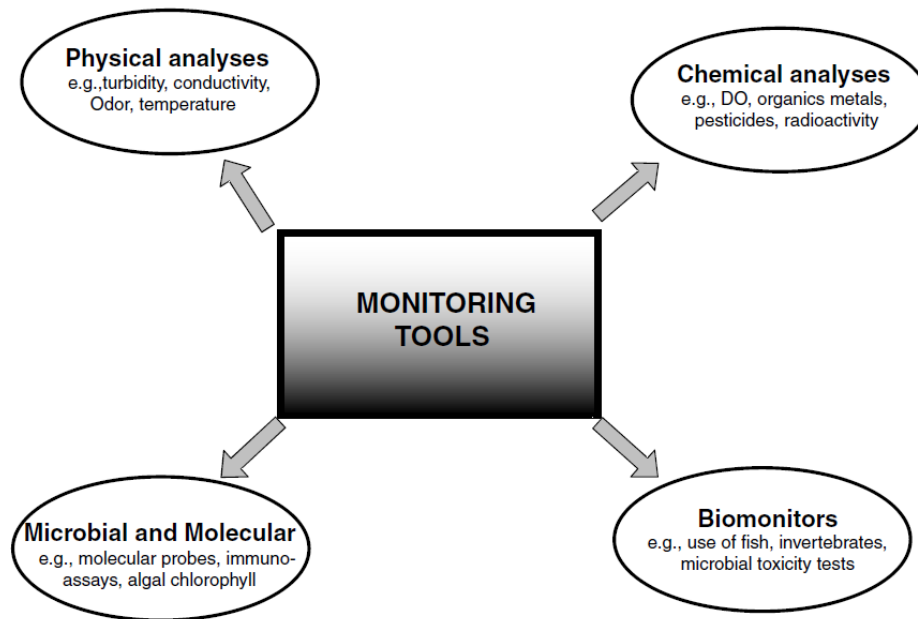 Physical analyses
e.g.,turbidity, conductivity,
Odor, temperature
Chemical analyses
e.g., DO, organics metals,
pesticides, radioactivity
MONITORING
TOOLS
Microbial and Molecular
e.g., molecular probes, immuno-
assays, algal chlorophyll
Biomonitors
e.g., use of fish, invertebrates,
microbial toxicity tests